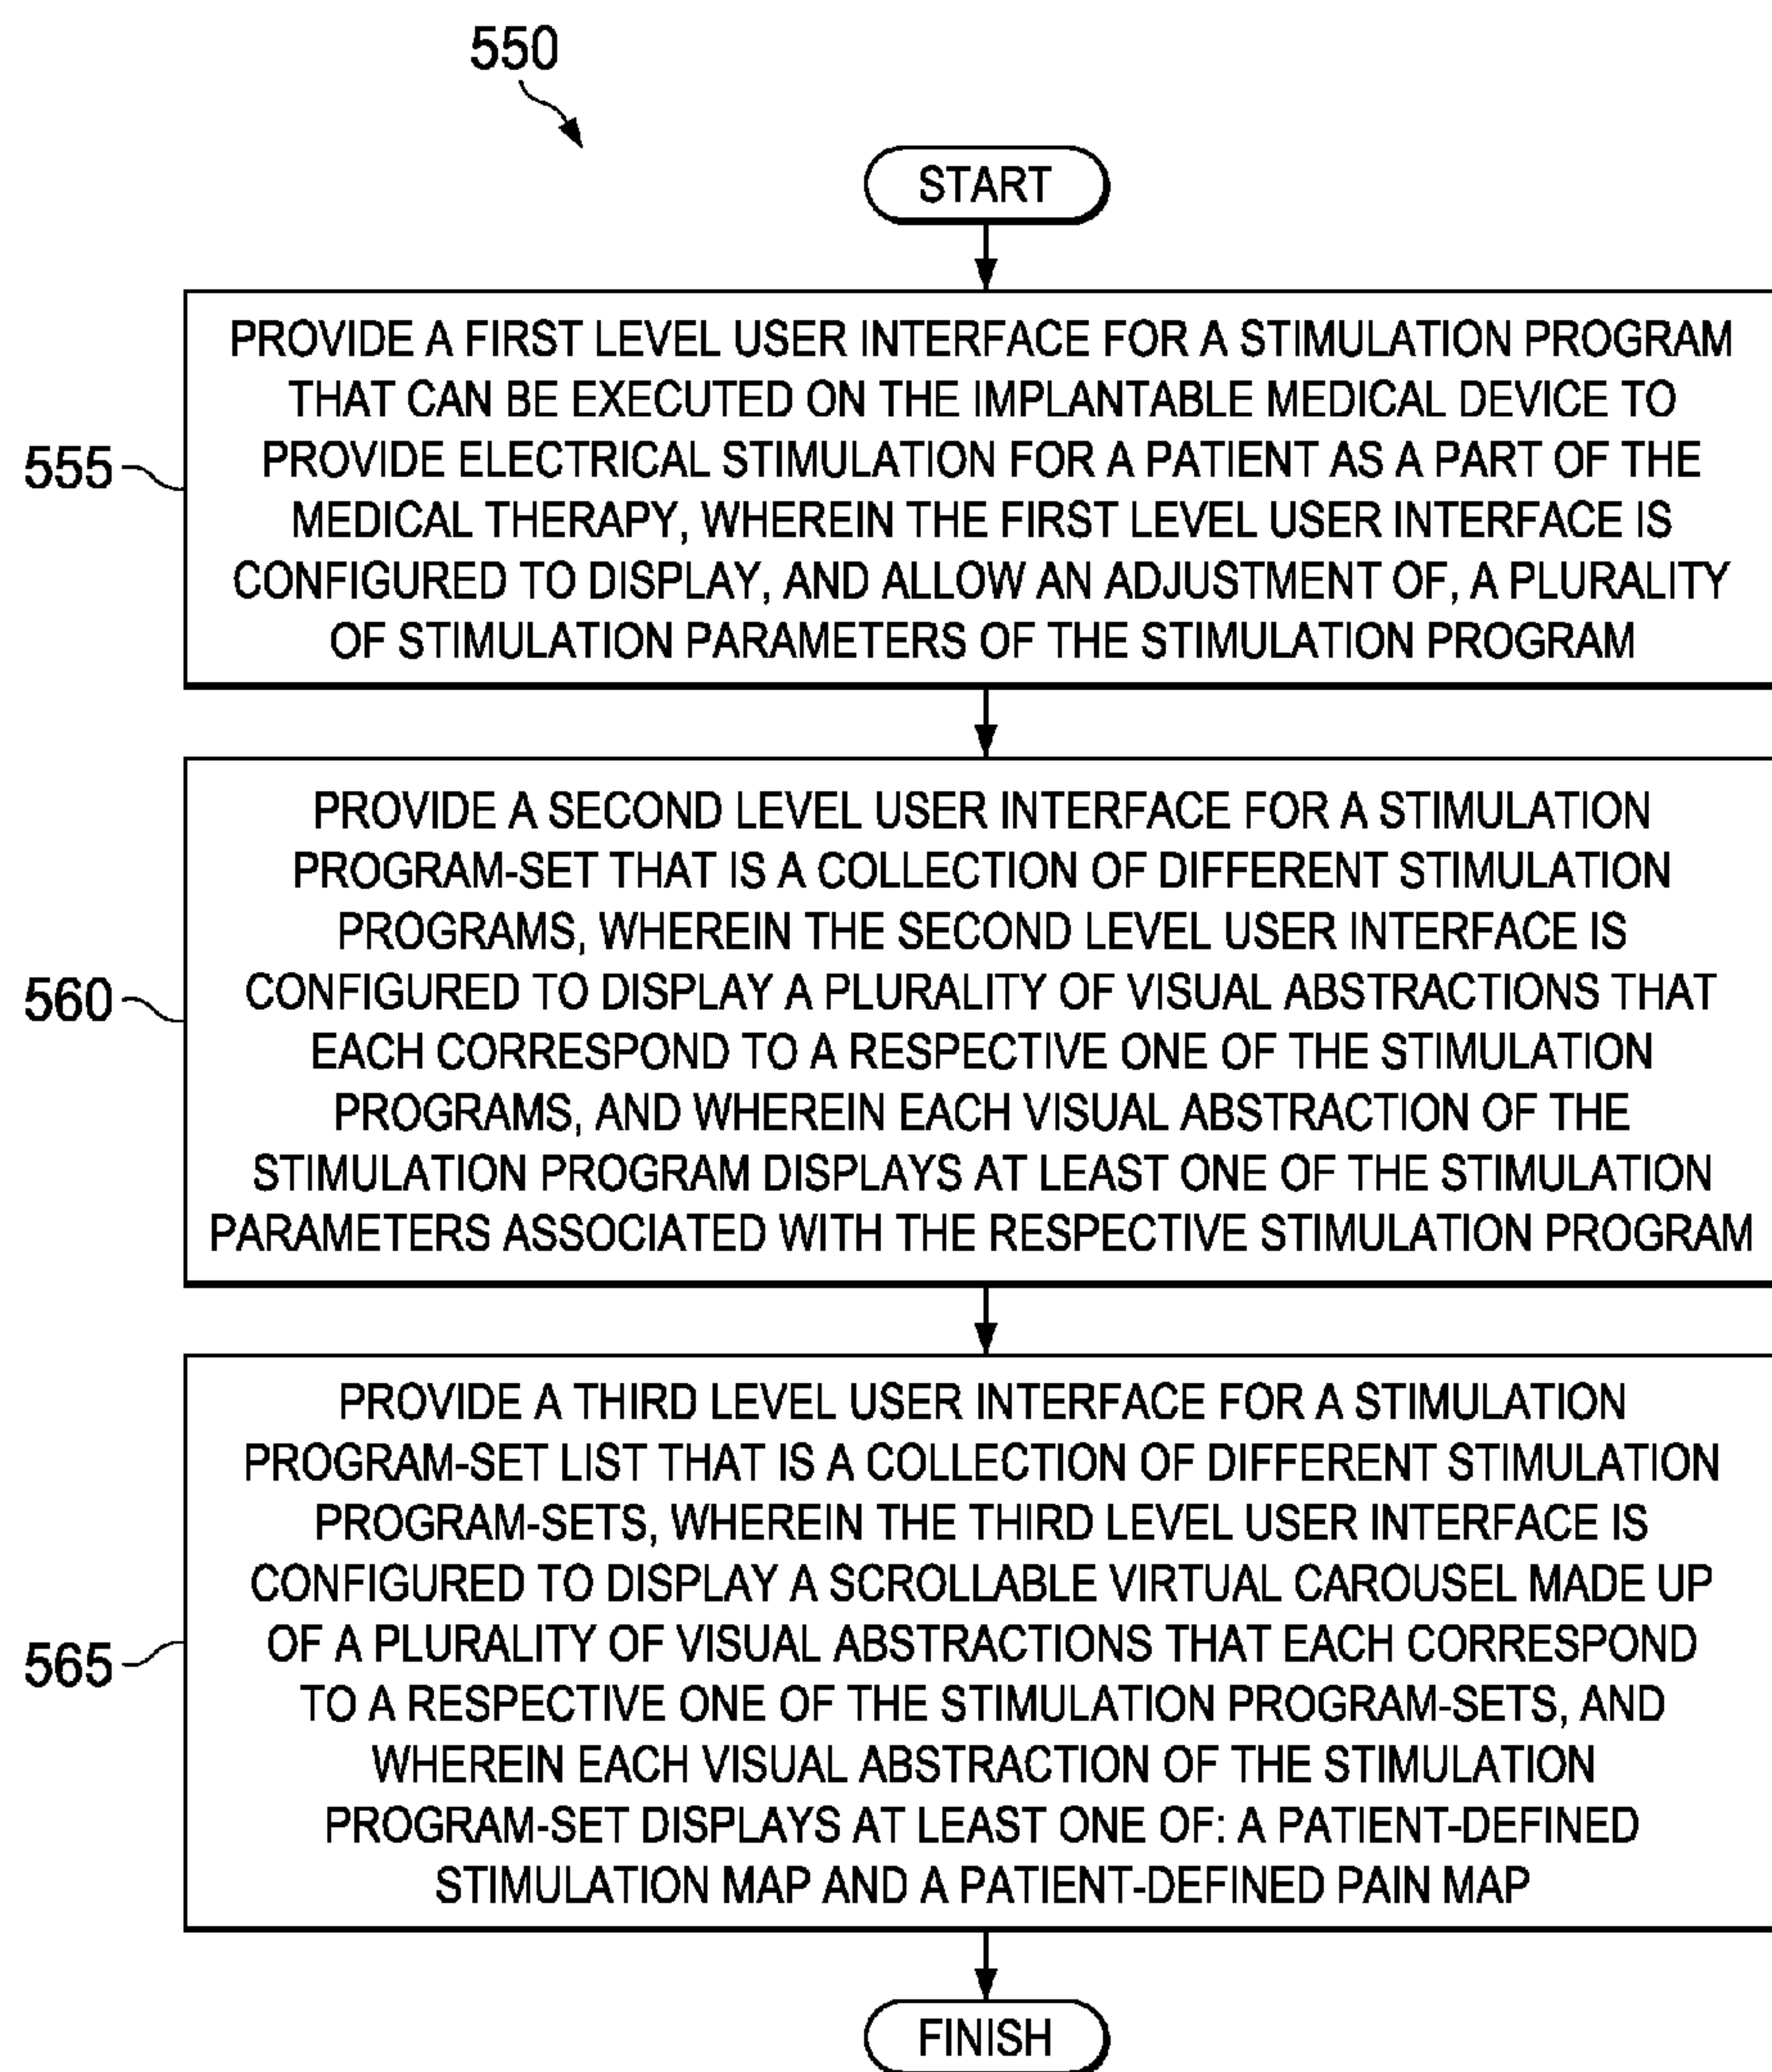 550
START
PROVIDE A FIRST LEVEL USER INTERFACE FOR A STIMULATION PROGRAM
THAT CAN BE EXECUTED ON THE IMPLANTABLE MEDICAL DEVICE TO
PROVIDE ELECTRICAL STIMULATION FOR A PATIENT AS A PART OF THE
MEDICAL THERAPY, WHEREIN THE FIRST LEVEL USER INTERFACE IS
CONFIGURED TO DISPLAY, AND ALLOW AN ADJUSTMENT OF, A PLURALITY
OF STIMULATION PARAMETERS OF THE STIMULATION PROGRAM
555
PROVIDE A SECOND LEVEL USER INTERFACE FOR A STIMULATION
PROGRAM-SET THAT IS A COLLECTION OF DIFFERENT STIMULATION
PROGRAMS, WHEREIN THE SECOND LEVEL USER INTERFACE IS
CONFIGURED TO DISPLAY A PLURALITY OF VISUAL ABSTRACTIONS THAT
EACH CORRESPOND TO A RESPECTIVE ONE OF THE STIMULATION
PROGRAMS, AND WHEREIN EACH VISUAL ABSTRACTION OF THE
STIMULATION PROGRAM DISPLAYS AT LEAST ONE OF THE STIMULATION
PARAMETERS ASSOCIATED WITH THE RESPECTIVE STIMULATION PROGRAM
560
PROVIDE A THIRD LEVEL USER INTERFACE FOR A STIMULATION
PROGRAM-SET LIST THAT IS A COLLECTION OF DIFFERENT STIMULATION
PROGRAM-SETS, WHEREIN THE THIRD LEVEL USER INTERFACE IS
CONFIGURED TO DISPLAY A SCROLLABLE VIRTUAL CAROUSEL MADE UP
OF A PLURALITY OF VISUAL ABSTRACTIONS THAT EACH CORRESPOND
TO A RESPECTIVE ONE OF THE STIMULATION PROGRAM-SETS, AND
WHEREIN EACH VISUAL ABSTRACTION OF THE STIMULATION
PROGRAM-SET DISPLAYS AT LEAST ONE OF: A PATIENT-DEFINED
STIMULATION MAP AND A PATIENT-DEFINED PAIN MAP
565
FINISH